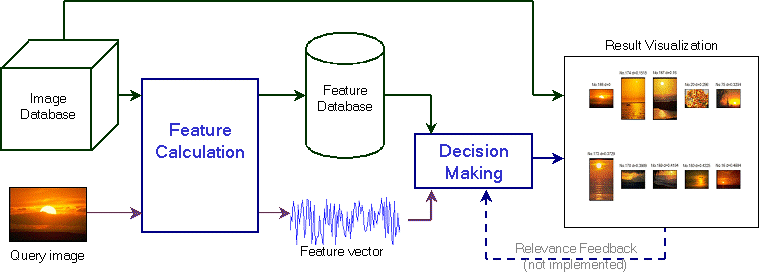 Result Visualization
Image
Database
Feature
Calculation
Feature
Database
Decision
Making
Query image
Feature vector
Relevance Feedback
(not implemented)